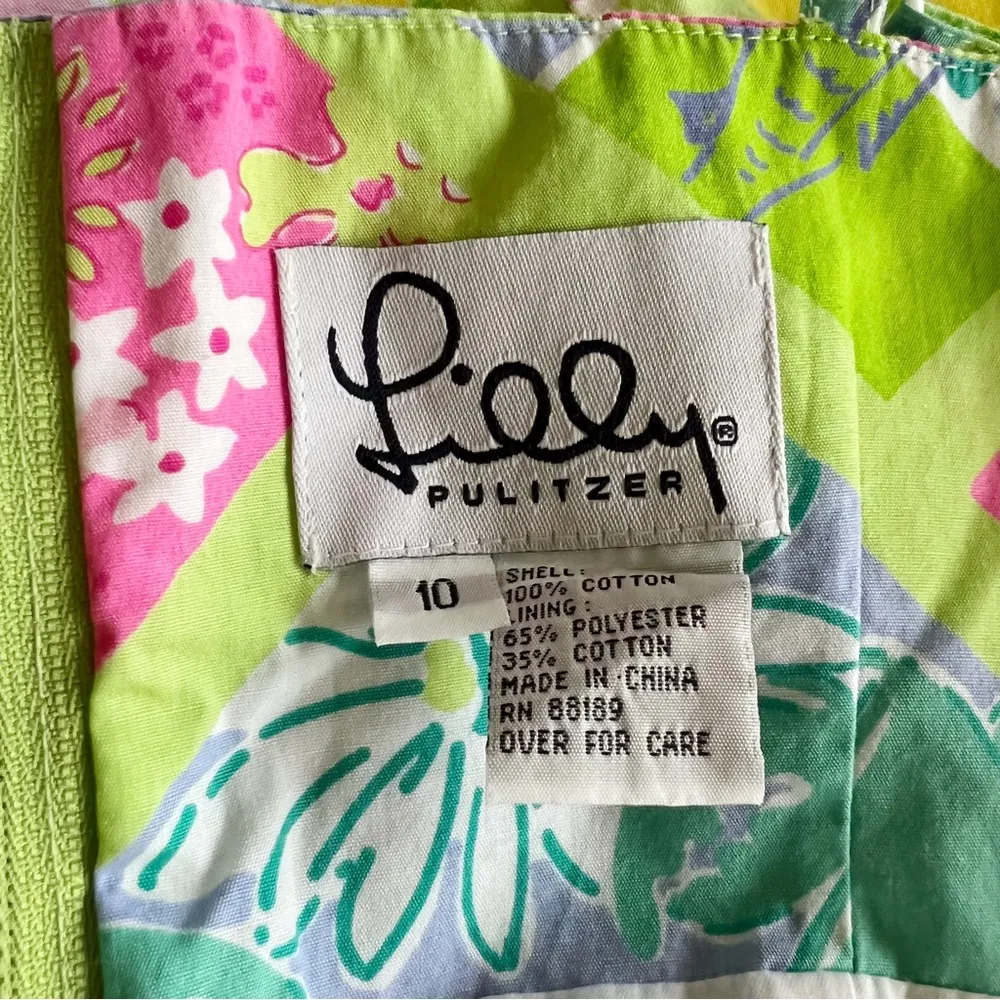 Lilly®
PULITZER
10
SHELL:
100% COTTON
LINING:
65% POLYESTER
35% COTTON
MADE IN CHINA
RN 88189
OVER FOR CARE